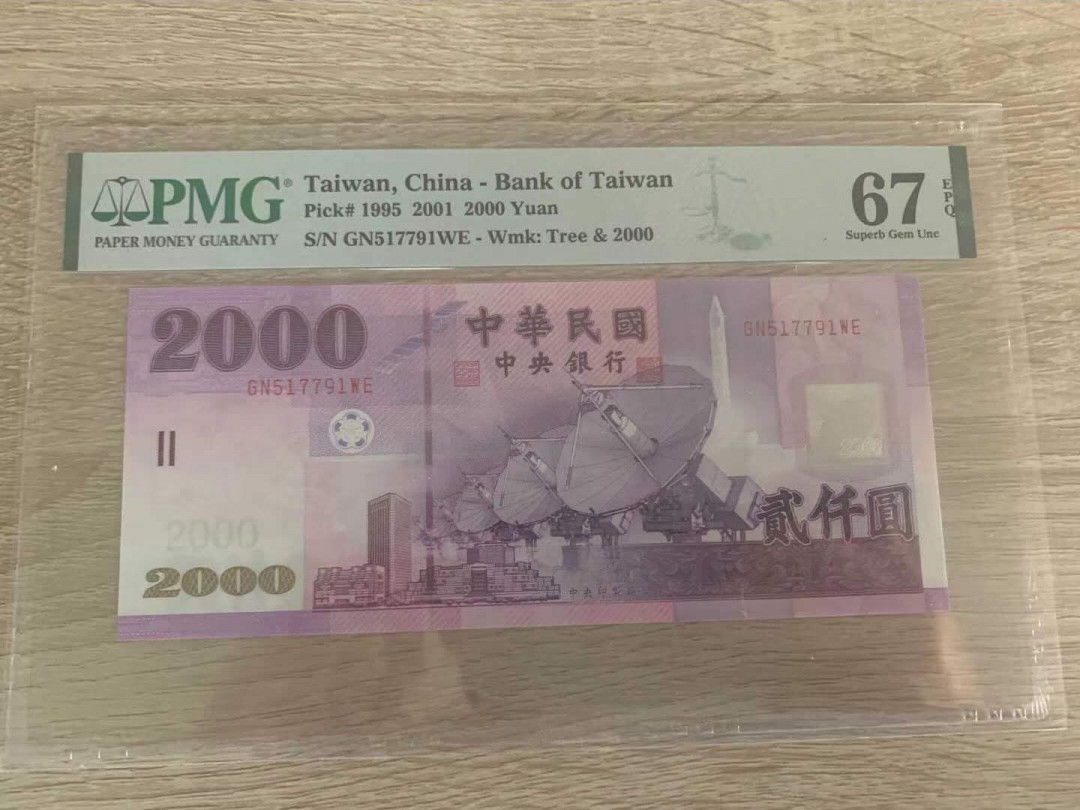 PMG®
PAPER MONEY GUARANTY
Taiwan, China - Bank of Taiwan
Pick# 1995 2001 2000 Yuan
S/N GN517791WE - Wmk: Tree & 2000
67
EPQ
Superb Gem Unc
2000
GN517791WE
中華民國
中央銀行
GN517791WE
2000
貳仟圓
2000
2000